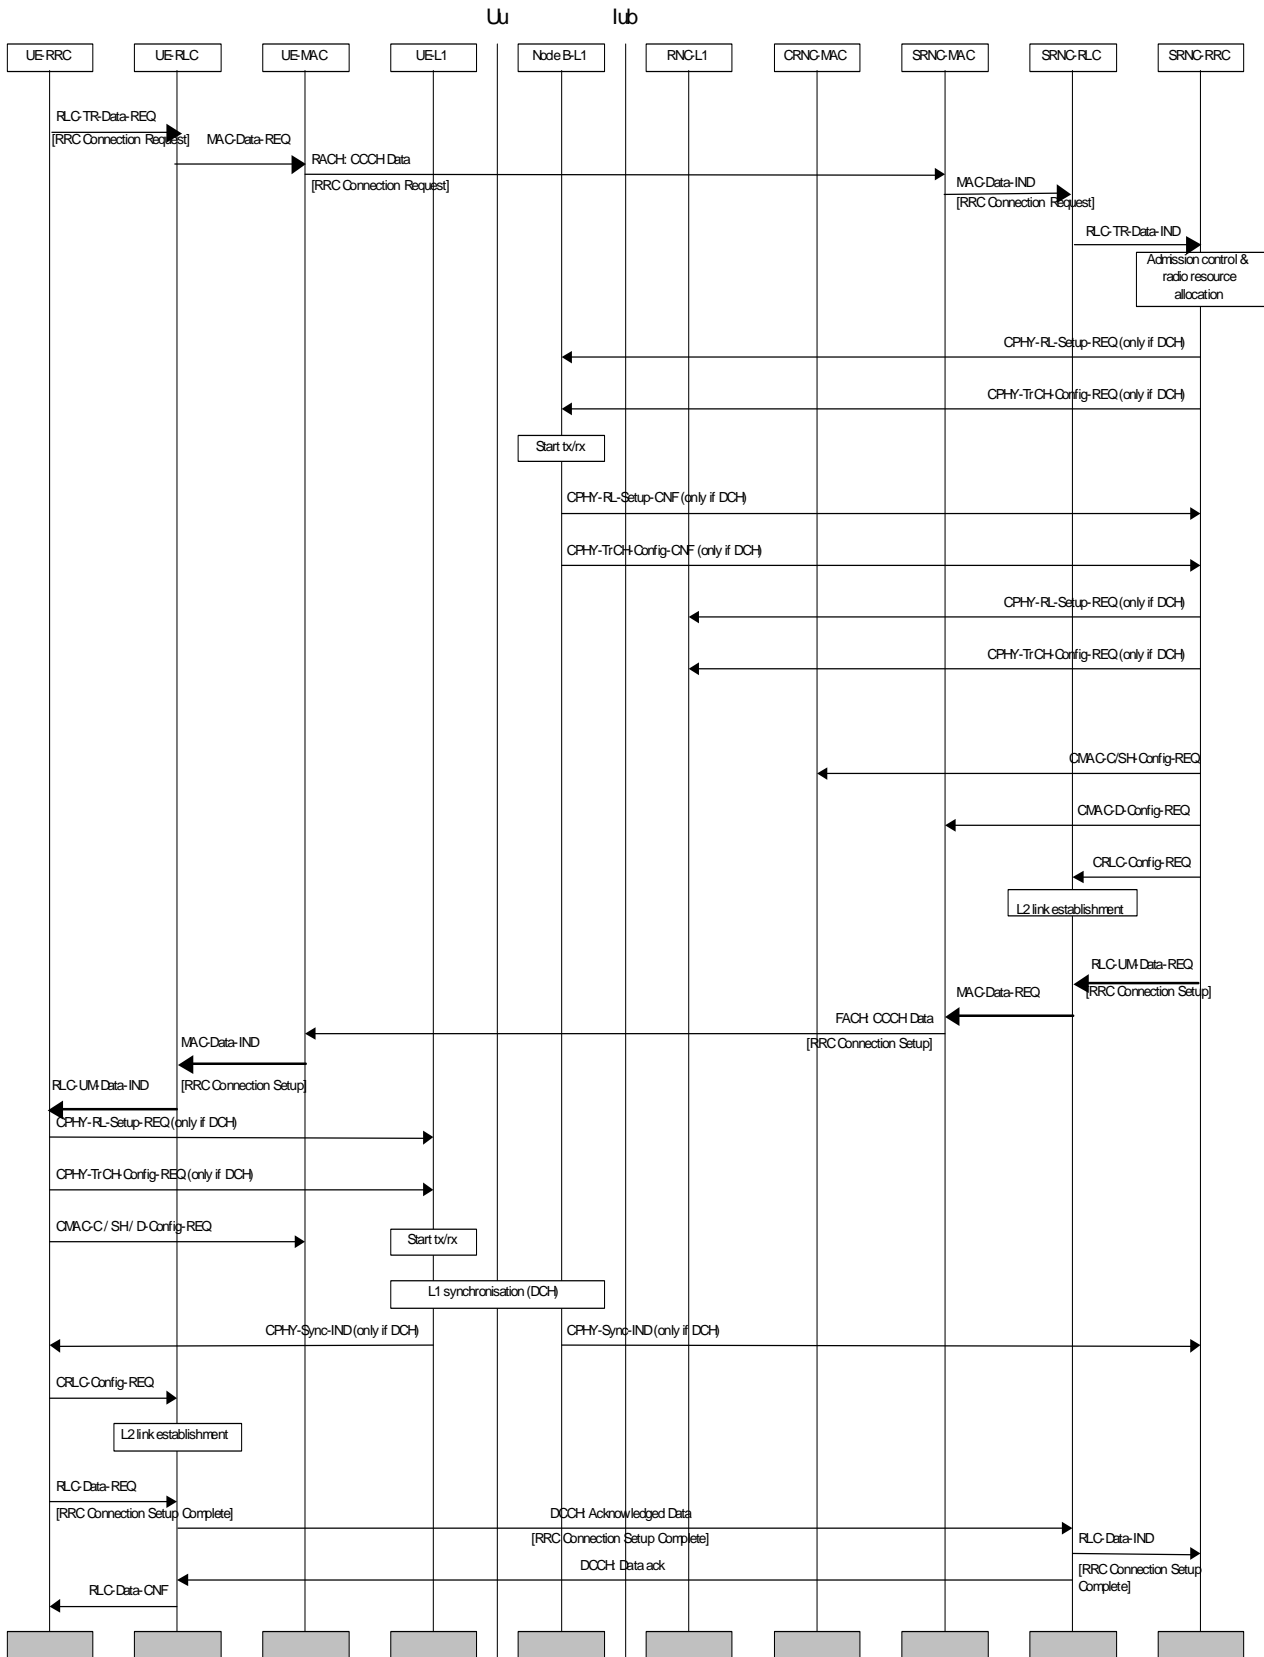 Uu Iub
UE-RRC UE-RLC UE-MAC UE-L1 Node B-L1 RNC-L1 CRNC-MAC SRNC-MAC SRNC-RLC SRNC-RRC
RLC-TR-Data-REQ
[RRC Connection Request] MAC-Data-REQ
RACH: CCCH Data
[RRC Connection Request]
MAC-Data-IND
[RRC Connection Request]
RLC-TR-Data-IND
Admission control &
radio resource
allocation
CPHY-RL-Setup-REQ (only if DCH)
CPHY-TrCH-Config-REQ (only if DCH)
Start tx/rx
CPHY-RL-Setup-CNF (only if DCH)
CPHY-TrCH-Config-CNF (only if DCH)
CPHY-RL-Setup-REQ (only if DCH)
CPHY-TrCH-Config-REQ (only if DCH)
CMAC-C/SH-Config-REQ
CMAC-D-Config-REQ
CRLC-Config-REQ
L2 link establishment
RLC-UM-Data-REQ
[RRC Connection Setup]
MAC-Data-REQ
FACH: CCCH Data
[RRC Connection Setup]
MAC-Data-IND
[RRC Connection Setup]
RLC-UM-Data-IND
CPHY-RL-Setup-REQ (only if DCH)
CPHY-TrCH-Config-REQ (only if DCH)
CMAC-C / SH / D-Config-REQ
Start tx/rx
L1 synchronisation (DCH)
CPHY-Sync-IND (only if DCH) CPHY-Sync-IND (only if DCH)
CRLC-Config-REQ
L2 link establishment
RLC-Data-REQ
[RRC Connection Setup Complete]
DCCH: Acknowledged Data
[RRC Connection Setup Complete]
RLC-Data-IND
[RRC Connection Setup
Complete]
DCCH: Data ack
RLC-Data-CNF